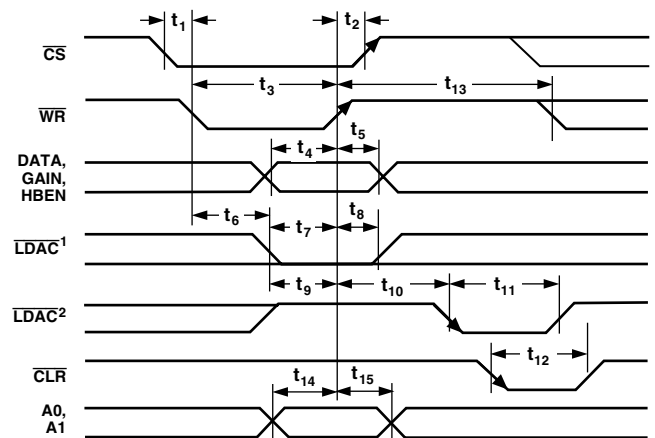 t1 t2
CS
t3 t13
WR
t4 t5
DATA,
GAIN,
HBEN
t6 t7 t8
LDAC1
t9 t10 t11
LDAC2
t12
CLR
t14 t15
A0,
A1